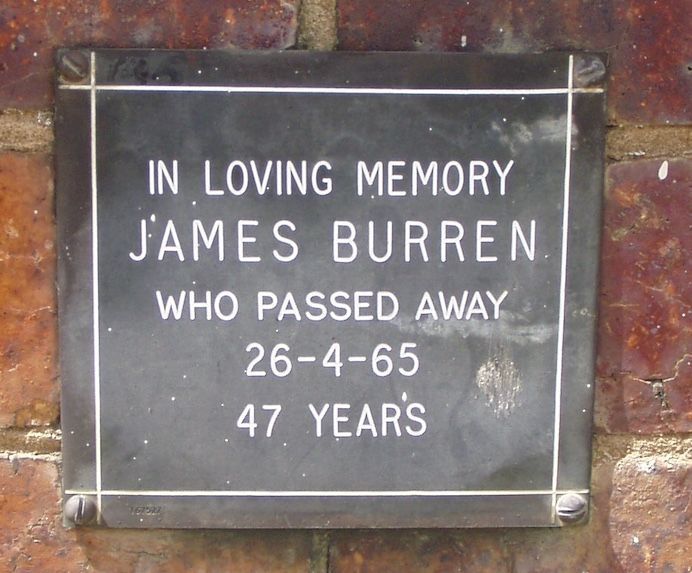 IN LOVING MEMORY
JAMES BURREN
WHO PASSED AWAY
26-4-65
47 YEARS